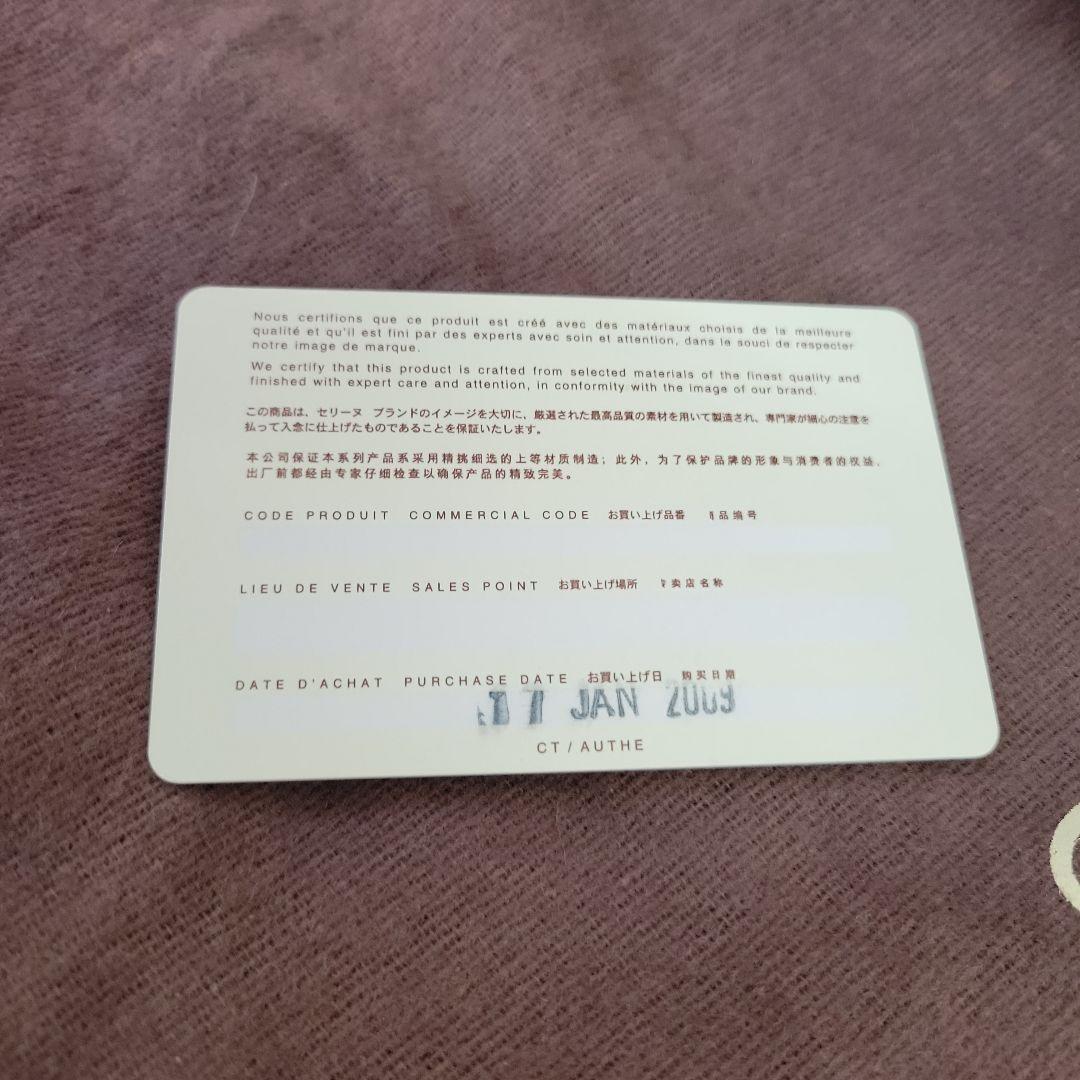 Nous certifions que ce produit est créé avec des matériaux choisis de la meilleure
qualité et qu'il est fini par des experts avec soin et attention, dans le souci de respecter
notre image de marque.
We certify that this product is crafted from selected materials of the finest quality and
finished with expert care and attention, in conformity with the image of our brand.
この商品は、セリーヌ ブランドのイメージを大切に、厳選された最高品質の素材を用いて製造され、専門家が細心の注意を
払って入念に仕上げたものであることを保証いたします。
本公司保证本系列产品系采用精挑细选的上等材质制造；此外，为了保护品牌的形象与消费者的权益，
出厂前都经由专家仔细检查以确保产品的精致完美。
CODE PRODUIT COMMERCIAL CODE お買い上げ品番 品编号
LIEU DE VENTE SALES POINT お買い上げ場所 卖店名称
DATE D'ACHAT PURCHASE DATE お買い上げ日 购买日期
17 JAN 2009
CT / AUTHE